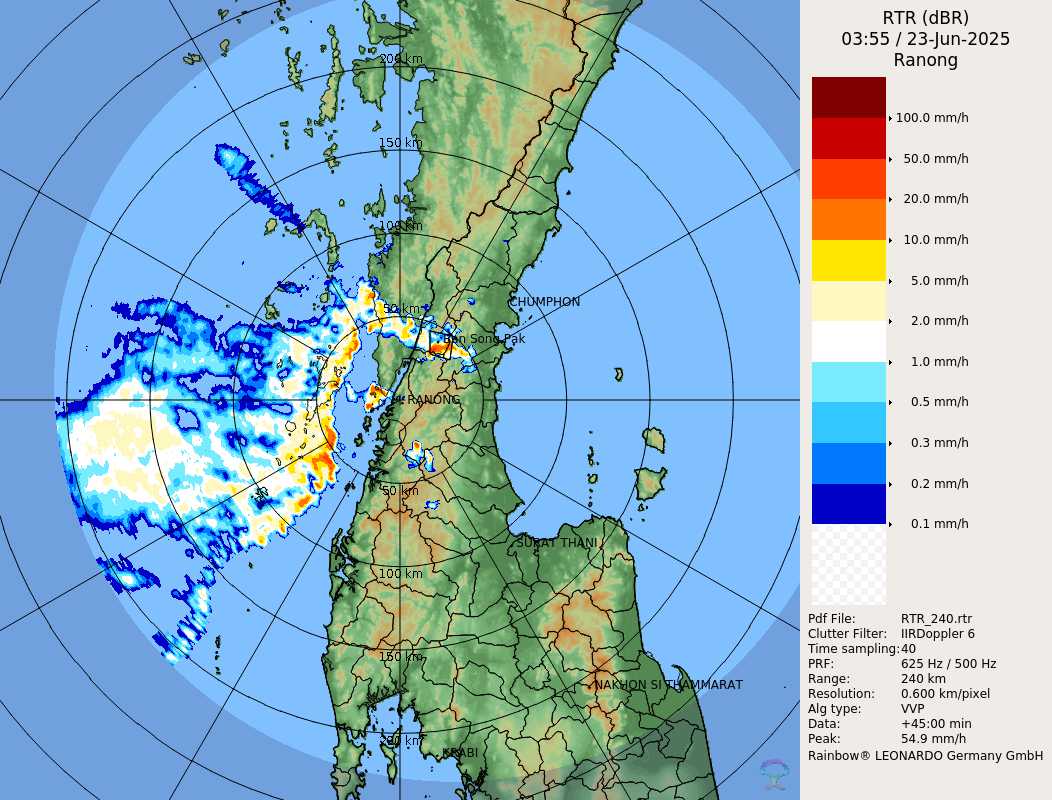 RTR (dBR)
03:55 / 23-Jun-2025
Ranong
200 km
150 km
100 km
50 km
CHUMPHON
Ban Song Pak
RANONG
50 km
SURAT THANI
100 km
150 km
NAKHON SI THAMMARAT
200 km
KRABI
100.0 mm/h
50.0 mm/h
20.0 mm/h
10.0 mm/h
5.0 mm/h
2.0 mm/h
1.0 mm/h
0.5 mm/h
0.3 mm/h
0.2 mm/h
0.1 mm/h
Pdf File: RTR_240.rtr
Clutter Filter: IIRDoppler 6
Time sampling:40
PRF: 625 Hz / 500 Hz
Range: 240 km
Resolution: 0.600 km/pixel
Alg type: VVP
Data: +45:00 min
Peak: 54.9 mm/h
Rainbow® LEONARDO Germany GmbH